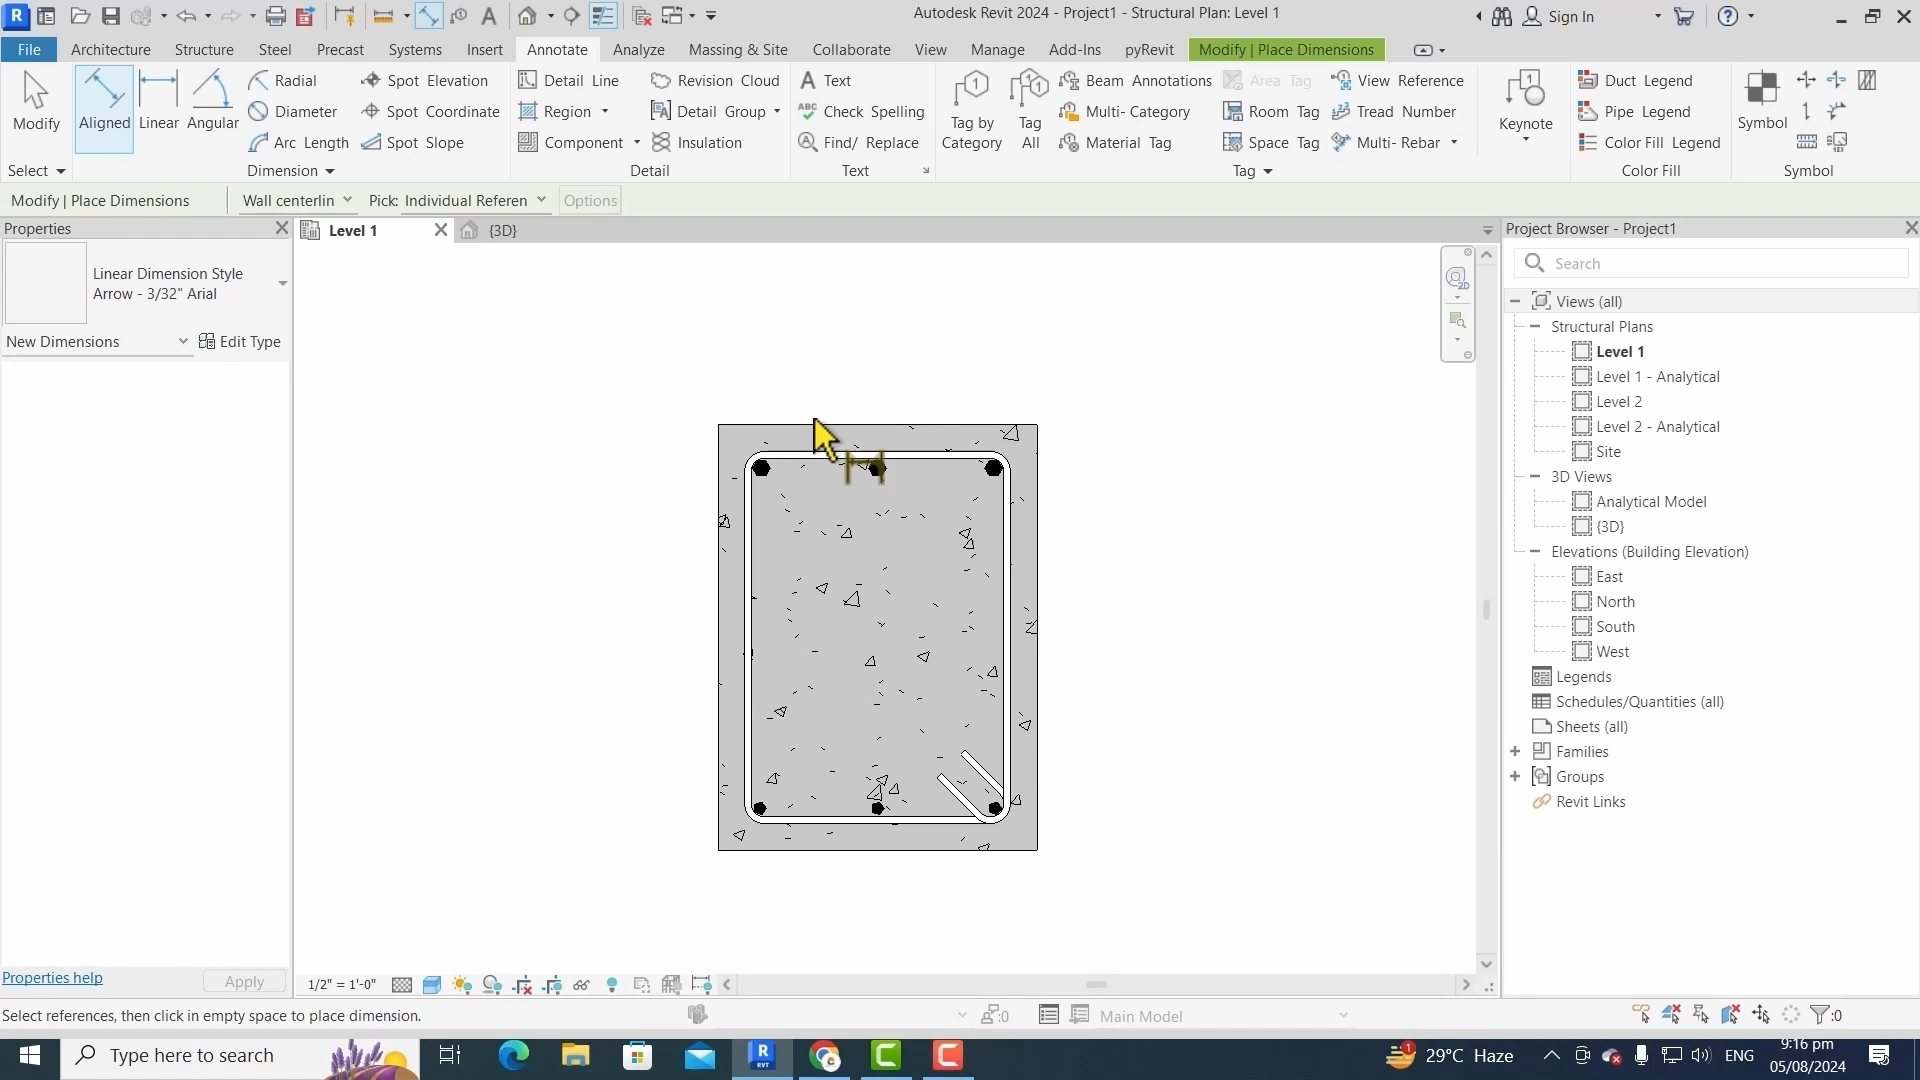 Autodesk Revit 2024 - Project1 - Structural Plan: Level 1
Sign In
File Architecture Structure Steel Precast Systems Insert Annotate Analyze Massing & Site Collaborate View Manage Add-Ins pyRevit Modify | Place Dimensions
Modify
Aligned
Linear
Angular
Radial
Diameter
Arc Length
Spot Elevation
Spot Coordinate
Spot Slope
Detail Line
Region
Component
Revision Cloud
Detail Group
Insulation
Text
Check Spelling
Find/ Replace
Tag by Category
Tag All
Beam Annotations
Multi- Category
Material Tag
Area Tag
Room Tag
Space Tag
View Reference
Tread Number
Multi- Rebar
Keynote
Duct Legend
Pipe Legend
Color Fill Legend
Symbol
Select
Dimension
Detail
Text
Tag
Color Fill
Symbol
Modify | Place Dimensions
Wall centerlin
Pick: Individual Referen
Options
Properties
Linear Dimension Style
Arrow - 3/32" Arial
New Dimensions
Edit Type
Properties help
Apply
Level 1
{3D}
2D
Project Browser - Project1
Search
Views (all)
Structural Plans
Level 1
Level 1 - Analytical
Level 2
Level 2 - Analytical
Site
3D Views
Analytical Model
{3D}
Elevations (Building Elevation)
East
North
South
West
Legends
Schedules/Quantities (all)
Sheets (all)
Families
Groups
Revit Links
1/2" = 1'-0"
Select references, then click in empty space to place dimension.
:0
Main Model
:0
Type here to search
29°C Haze
ENG
9:16 pm
05/08/2024